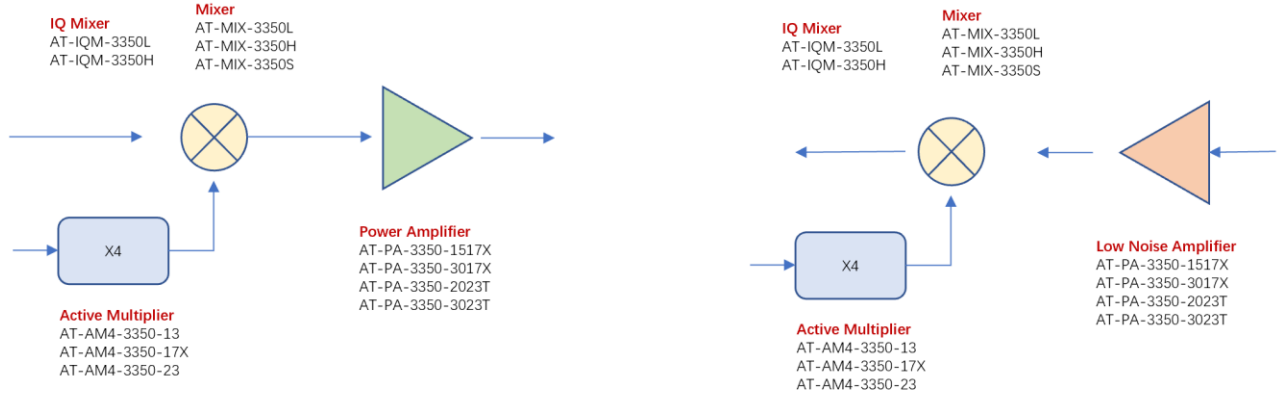 IQ Mixer
AT-IQM-3350L
AT-IQM-3350H
Mixer
AT-MIX-3350L
AT-MIX-3350H
AT-MIX-3350S
X4
Power Amplifier
AT-PA-3350-1517X
AT-PA-3350-3017X
AT-PA-3350-2023T
AT-PA-3350-3023T
Active Multiplier
AT-AM4-3350-13
AT-AM4-3350-17X
AT-AM4-3350-23
IQ Mixer
AT-IQM-3350L
AT-IQM-3350H
Mixer
AT-MIX-3350L
AT-MIX-3350H
AT-MIX-3350S
X4
Low Noise Amplifier
AT-PA-3350-1517X
AT-PA-3350-3017X
AT-PA-3350-2023T
AT-PA-3350-3023T
Active Multiplier
AT-AM4-3350-13
AT-AM4-3350-17X
AT-AM4-3350-23